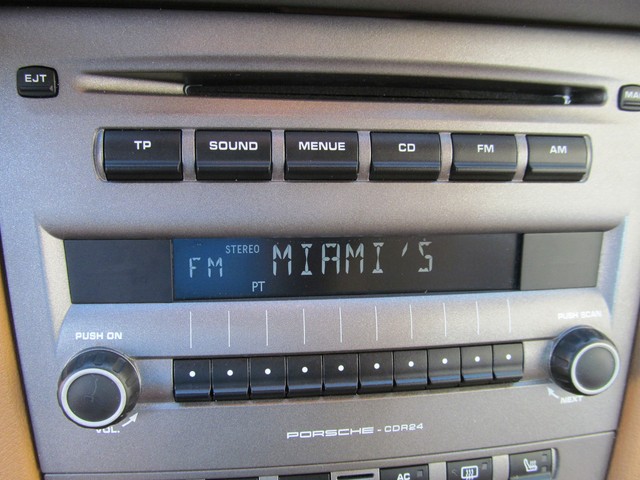 EJT
MA
TP SOUND MENUE CD FM AM
STEREO
FM MIAMI'S
PT
PUSH ON
PUSH SCAN
VOL.
NEXT
PORSCHE - CDR24
AC